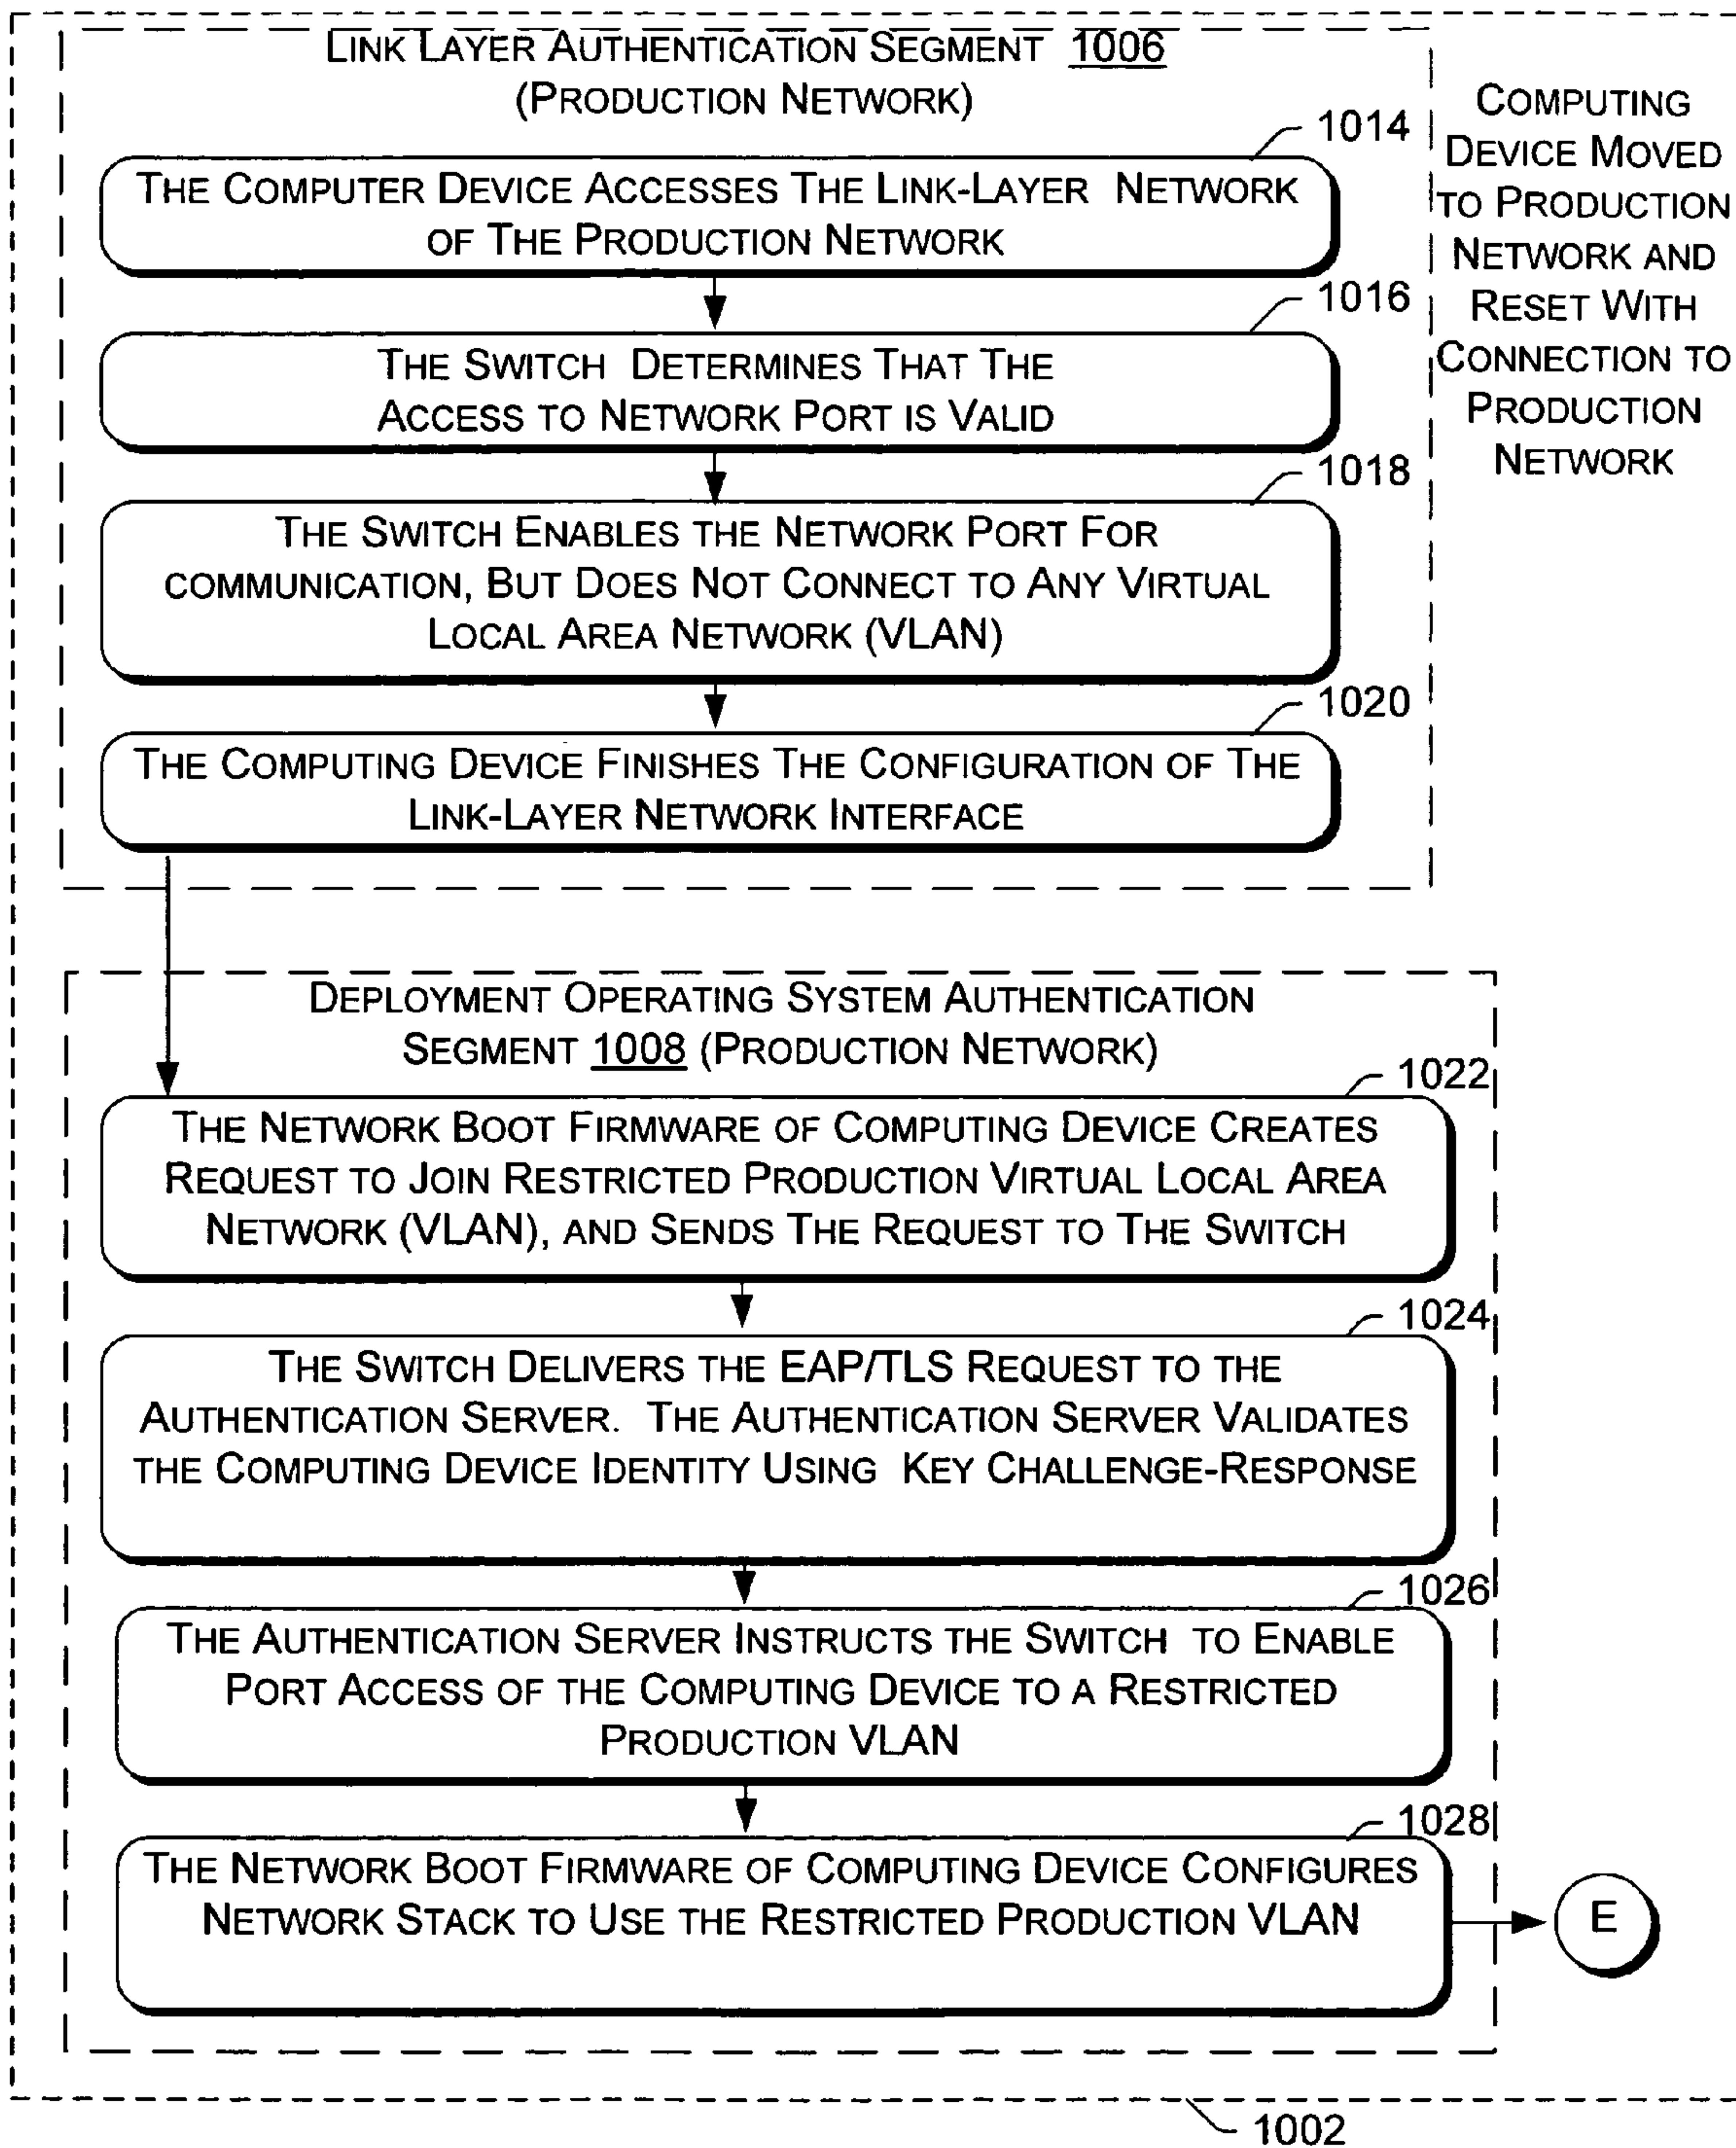 LINK LAYER AUTHENTICATION SEGMENT 1006
(PRODUCTION NETWORK)
COMPUTING
DEVICE MOVED
TO PRODUCTION
NETWORK AND
RESET WITH
CONNECTION TO
PRODUCTION
NETWORK
1014
THE COMPUTER DEVICE ACCESSES THE LINK-LAYER NETWORK
OF THE PRODUCTION NETWORK
1016
THE SWITCH DETERMINES THAT THE
ACCESS TO NETWORK PORT IS VALID
1018
THE SWITCH ENABLES THE NETWORK PORT FOR
COMMUNICATION, BUT DOES NOT CONNECT TO ANY VIRTUAL
LOCAL AREA NETWORK (VLAN)
1020
THE COMPUTING DEVICE FINISHES THE CONFIGURATION OF THE
LINK-LAYER NETWORK INTERFACE
DEPLOYMENT OPERATING SYSTEM AUTHENTICATION
SEGMENT 1008 (PRODUCTION NETWORK)
1022
THE NETWORK BOOT FIRMWARE OF COMPUTING DEVICE CREATES
REQUEST TO JOIN RESTRICTED PRODUCTION VIRTUAL LOCAL AREA
NETWORK (VLAN), AND SENDS THE REQUEST TO THE SWITCH
1024
THE SWITCH DELIVERS THE EAP/TLS REQUEST TO THE
AUTHENTICATION SERVER. THE AUTHENTICATION SERVER VALIDATES
THE COMPUTING DEVICE IDENTITY USING KEY CHALLENGE-RESPONSE
1026
THE AUTHENTICATION SERVER INSTRUCTS THE SWITCH TO ENABLE
PORT ACCESS OF THE COMPUTING DEVICE TO A RESTRICTED
PRODUCTION VLAN
1028
THE NETWORK BOOT FIRMWARE OF COMPUTING DEVICE CONFIGURES
NETWORK STACK TO USE THE RESTRICTED PRODUCTION VLAN
E
1002